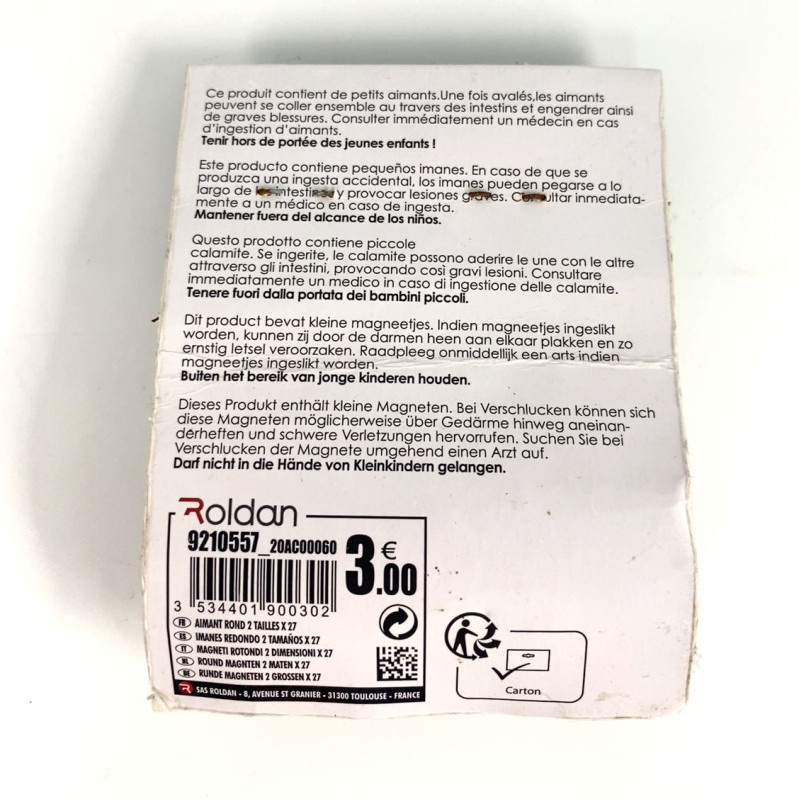 Ce produit contient de petits aimants.Une fois avalés,les aimants
peuvent se coller ensemble au travers des intestins et engendrer ainsi
de graves blessures. Consulter immédiatement un médecin en cas
d'ingestion d'aimants.
Tenir hors de portée des jeunes enfants !
Este producto contiene pequeños imanes. En caso de que se
produzca una ingesta accidental, los imanes pueden pegarse a lo
largo de los intestinos y provocar lesiones graves. Consultar inmediata-
mente a un médico en caso de ingesta.
Mantener fuera del alcance de los niños.
Questo prodotto contiene piccole
calamite. Se ingerite, le calamite possono aderire le une con le altre
attraverso gli intestini, provocando così gravi lesioni. Consultare
immediatamente un medico in caso di ingestione delle calamite.
Tenere fuori dalla portata dei bambini piccoli.
Dit product bevat kleine magneetjes. Indien magneetjes ingeslikt
worden, kunnen zij door de darmen heen aan elkaar plakken en zo
ernstig letsel veroorzaken. Raadpleeg onmiddellijk een arts indien
magneetjes ingeslikt worden.
Buiten het bereik van jonge kinderen houden.
Dieses Produkt enthält kleine Magneten. Bei Verschlucken können sich
diese Magneten möglicherweise über Gedärme hinweg aneinan-
derheften und schwere Verletzungen hervorrufen. Suchen Sie bei
Verschlucken der Magnete umgehend einen Arzt auf.
Darf nicht in die Hände von Kleinkindern gelangen.
Roldan
9210557_20AC00060
3€.00
3 534401 900302
FR AIMANT ROND 2 TAILLES X 27
ES IMANES REDONDO 2 TAMAÑOS X 27
IT MAGNETI ROTONDI 2 DIMENSIONI X 27
NL ROUND MAGNTEN 2 MATEN X 27
DE RUNDE MAGNETEN 2 GROSSEN X 27
SAS ROLDAN - 8, AVENUE ST GRANIER - 31300 TOULOUSE - FRANCE
Carton